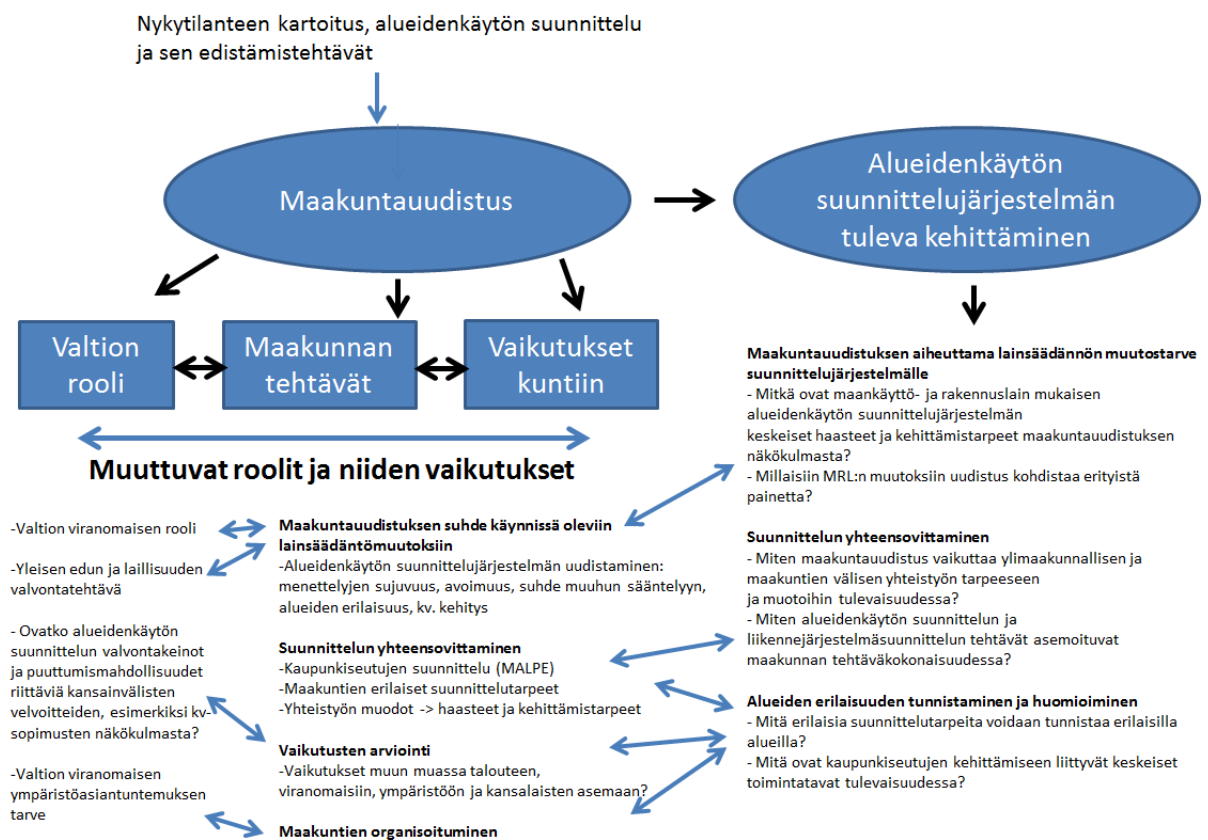 Nykytilanteen kartoitus, alueidenkäytön suunnittelu
ja sen edistämistehtävät
Maakuntauudistus
Alueidenkäytön
suunnittelujärjestelmän
tuleva kehittäminen
Valtion
rooli
Maakunnan
tehtävät
Vaikutukset
kuntiin
Muuttuvat roolit ja niiden vaikutukset
-Valtion viranomaisen rooli
-Yleisen edun ja laillisuuden
valvontatehtävä
- Ovatko alueidenkäytön
suunnittelun valvontakeinot
ja puuttumismahdollisuudet
riittäviä kansainvälisten
velvoitteiden, esimerkiksi kv-
sopimusten näkökulmasta?
-Valtion viranomaisen
ympäristöasiantuntemuksen
tarve
Maakuntauudistuksen suhde käynnissä oleviin
lainsäädäntömuutoksiin
-Alueidenkäytön suunnittelujärjestelmän uudistaminen:
menettelyjen sujuvuus, avoimuus, suhde muuhun sääntelyyn,
alueiden erilaisuus, kv. kehitys
Suunnittelun yhteensovittaminen
-Kaupunkiseutujen suunnittelu (MALPE)
-Maakuntien erilaiset suunnittelutarpeet
-Yhteistyön muodot -> haasteet ja kehittämistarpeet
Vaikutusten arviointi
-Vaikutukset muun muassa talouteen,
viranomaisiin, ympäristöön ja kansalaisten asemaan?
Maakuntien organisoituminen
Maakuntauudistuksen aiheuttama lainsäädännön muutostarve
suunnittelujärjestelmälle
- Mitkä ovat maankäyttö- ja rakennuslain mukaisen
alueidenkäytön suunnittelujärjestelmän
keskeiset haasteet ja kehittämistarpeet maakuntauudistuksen
näkökulmasta?
- Millaisiin MRL:n muutoksiin uudistus kohdistaa erityistä
painetta?
Suunnittelun yhteensovittaminen
- Miten maakuntauudistus vaikuttaa ylimaakunnallisen ja
maakuntien välisen yhteistyön tarpeeseen
ja muotoihin tulevaisuudessa?
- Miten alueidenkäytön suunnittelun ja
liikennejärjestelmäsuunnittelun tehtävät asemoituvat
maakunnan tehtäväkokonaisuudessa?
Alueiden erilaisuuden tunnistaminen ja huomioiminen
- Mitä erilaisia suunnittelutarpeita voidaan tunnistaa erilaisilla
alueilla?
- Mitä ovat kaupunkiseutujen kehittämiseen liittyvät keskeiset
toimintatavat tulevaisuudessa?